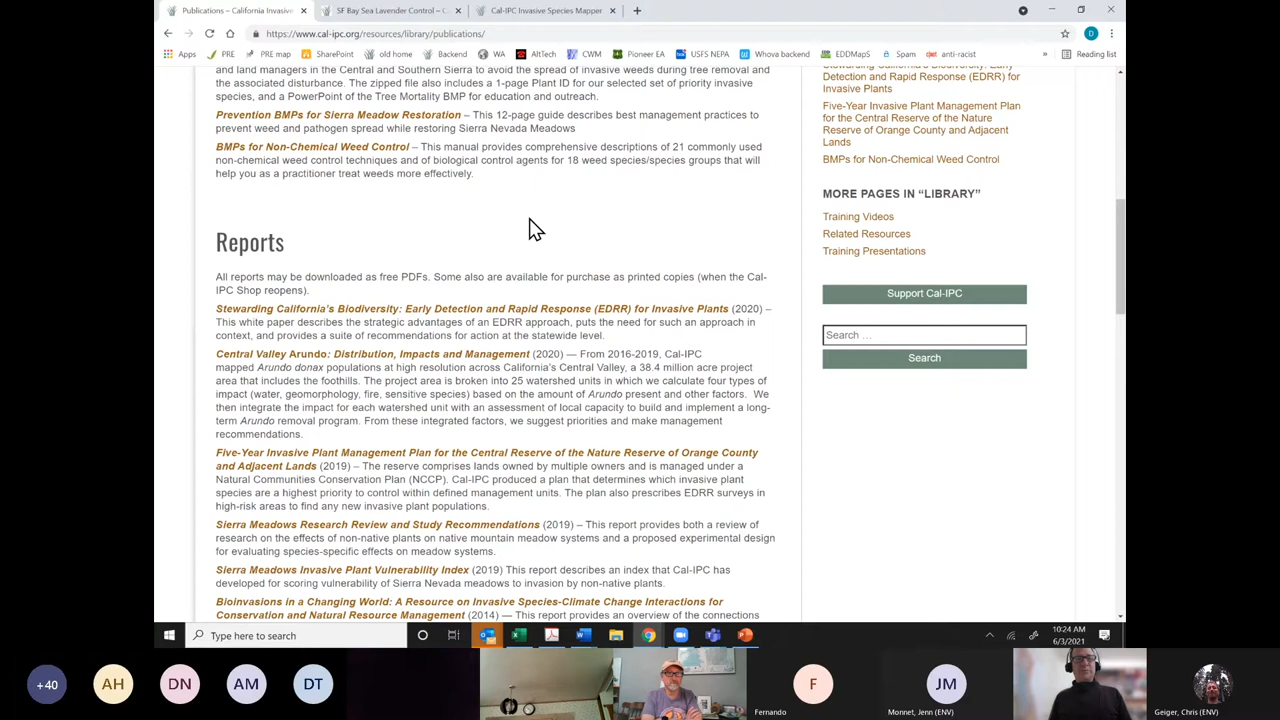 Publications – California Invasive
SF Bay Sea Lavender Control – C
Cal-IPC Invasive Species Mapper
https://www.cal-ipc.org/resources/library/publications/
D
Apps PRE PRE map SharePoint old home Backend WA AltTech CWM Pioneer EA USFS NEPA Whova backend EDDMapS Spam anti-racist » Reading list
and land managers in the Central and Southern Sierra to avoid the spread of invasive weeds during tree removal and
the associated disturbance. The zipped file also includes a 1-page Plant ID for our selected set of priority invasive
species, and a PowerPoint of the Tree Mortality BMP for education and outreach.
Prevention BMPs for Sierra Meadow Restoration – This 12-page guide describes best management practices to
prevent weed and pathogen spread while restoring Sierra Nevada Meadows
BMPs for Non-Chemical Weed Control – This manual provides comprehensive descriptions of 21 commonly used
non-chemical weed control techniques and of biological control agents for 18 weed species/species groups that will
help you as a practitioner treat weeds more effectively.
Reports
All reports may be downloaded as free PDFs. Some also are available for purchase as printed copies (when the Cal-
IPC Shop reopens).
Stewarding California's Biodiversity: Early Detection and Rapid Response (EDRR) for Invasive Plants (2020) –
This white paper describes the strategic advantages of an EDRR approach, puts the need for such an approach in
context, and provides a suite of recommendations for action at the statewide level.
Central Valley Arundo: Distribution, Impacts and Management (2020) — From 2016-2019, Cal-IPC
mapped Arundo donax populations at high resolution across California's Central Valley, a 38.4 million acre project
area that includes the foothills. The project area is broken into 25 watershed units in which we calculate four types of
impact (water, geomorphology, fire, sensitive species) based on the amount of Arundo present and other factors. We
then integrate the impact for each watershed unit with an assessment of local capacity to build and implement a long-
term Arundo removal program. From these integrated factors, we suggest priorities and make management
recommendations.
Five-Year Invasive Plant Management Plan for the Central Reserve of the Nature Reserve of Orange County
and Adjacent Lands (2019) – The reserve comprises lands owned by multiple owners and is managed under a
Natural Communities Conservation Plan (NCCP). Cal-IPC produced a plan that determines which invasive plant
species are a highest priority to control within defined management units. The plan also prescribes EDRR surveys in
high-risk areas to find any new invasive plant populations.
Sierra Meadows Research Review and Study Recommendations (2019) – This report provides both a review of
research on the effects of non-native plants on native mountain meadow systems and a proposed experimental design
for evaluating species-specific effects on meadow systems.
Sierra Meadows Invasive Plant Vulnerability Index (2019) This report describes an index that Cal-IPC has
developed for scoring vulnerability of Sierra Nevada meadows to invasion by non-native plants.
Bioinvasions in a Changing World: A Resource on Invasive Species-Climate Change Interactions for
Conservation and Natural Resource Management (2014) — This report provides an overview of the connections
Stewarding California's Biodiversity: Early
Detection and Rapid Response (EDRR) for
Invasive Plants
Five-Year Invasive Plant Management Plan
for the Central Reserve of the Nature
Reserve of Orange County and Adjacent
Lands
BMPs for Non-Chemical Weed Control
MORE PAGES IN “LIBRARY”
Training Videos
Related Resources
Training Presentations
Support Cal-IPC
Search …
Search
Type here to search
10:24 AM
6/3/2021
+40
AH
DN
AM
DT
F
Fernando
JM
Monnet, Jenn (ENV)
Geiger, Chris (ENV)